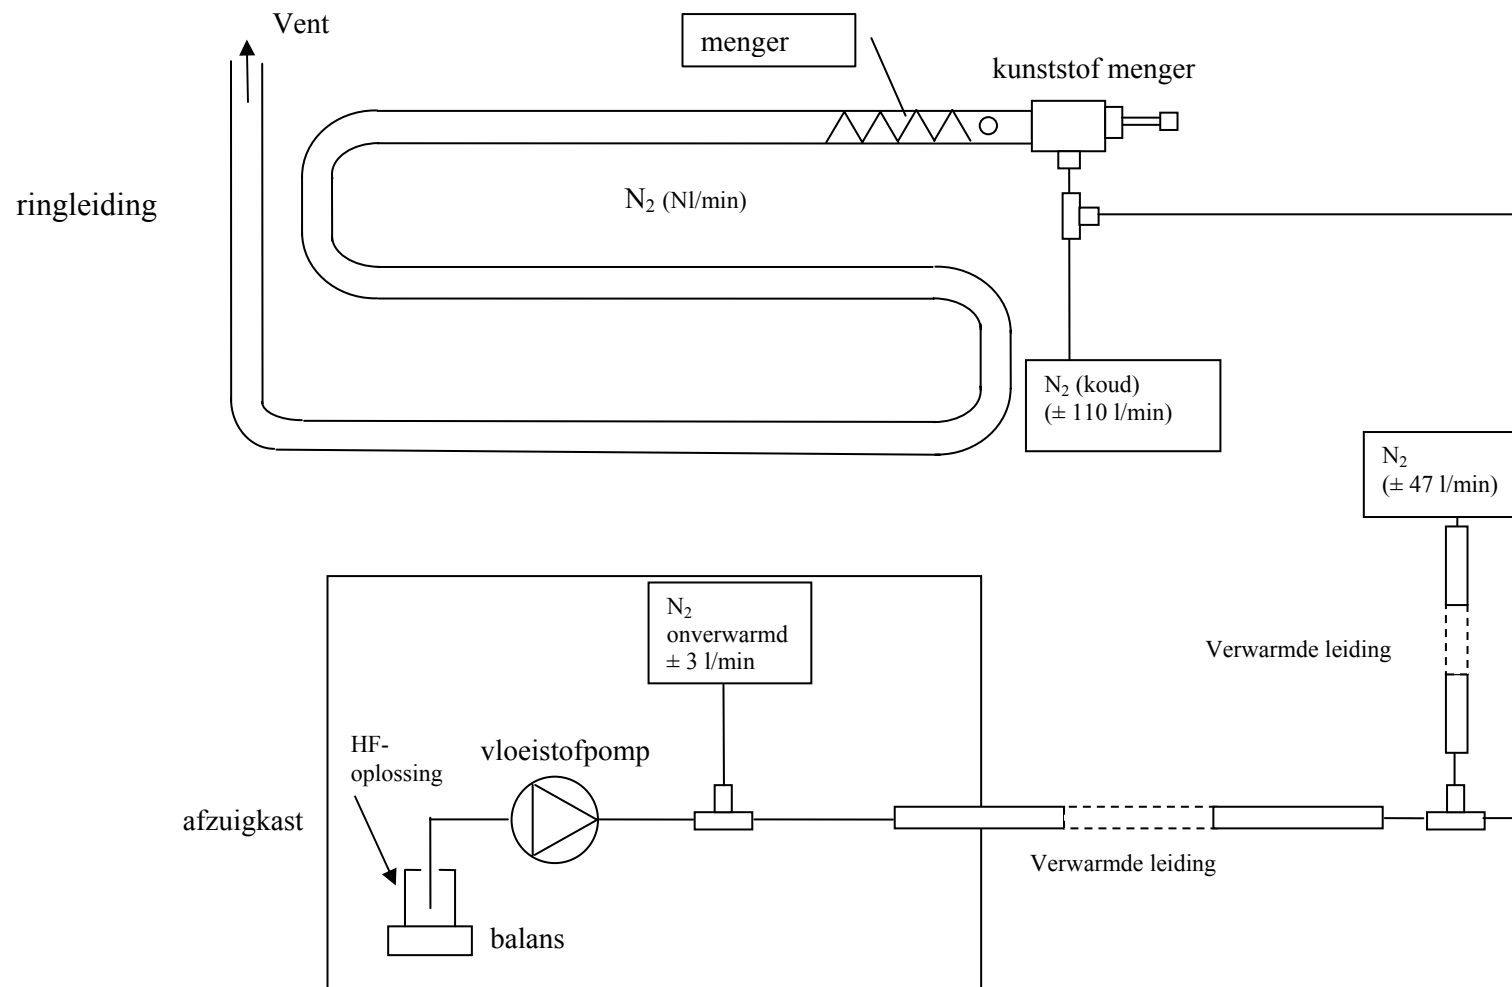 Vent
menger
kunststof menger
ringleiding
N₂ (Nl/min)
N₂ (koud)
(± 110 l/min)
N₂
(± 47 l/min)
N₂
onverwarmd
± 3 l/min
Verwarmde leiding
HF-
oplossing
vloeistofpomp
afzuigkast
Verwarmde leiding
balans